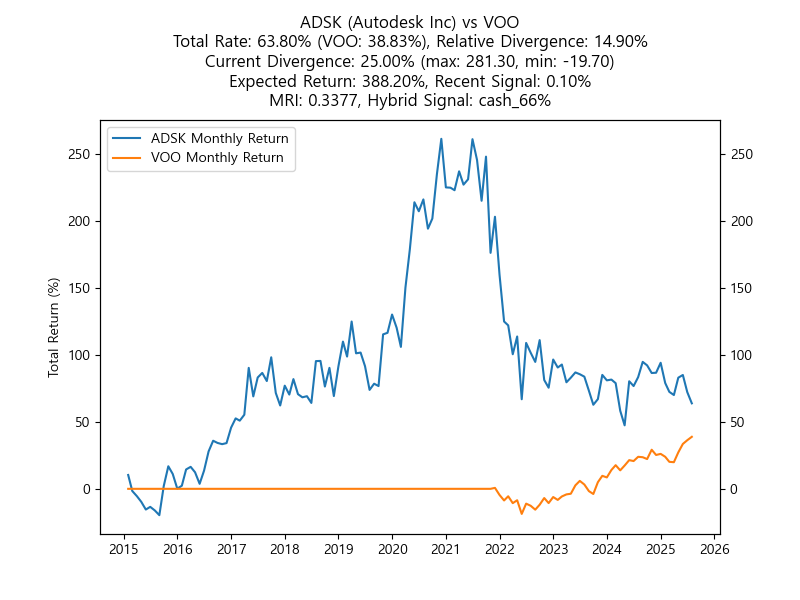 ADSK (Autodesk Inc) vs VOO
Total Rate: 63.80% (VOO: 38.83%), Relative Divergence: 14.90%
Current Divergence: 25.00% (max: 281.30, min: -19.70)
Expected Return: 388.20%, Recent Signal: 0.10%
MRI: 0.3377, Hybrid Signal: cash_66%
ADSK Monthly Return
VOO Monthly Return
Total Return (%)
250
200
150
100
50
0
250
200
150
100
50
0
2015 2016 2017 2018 2019 2020 2021 2022 2023 2024 2025 2026